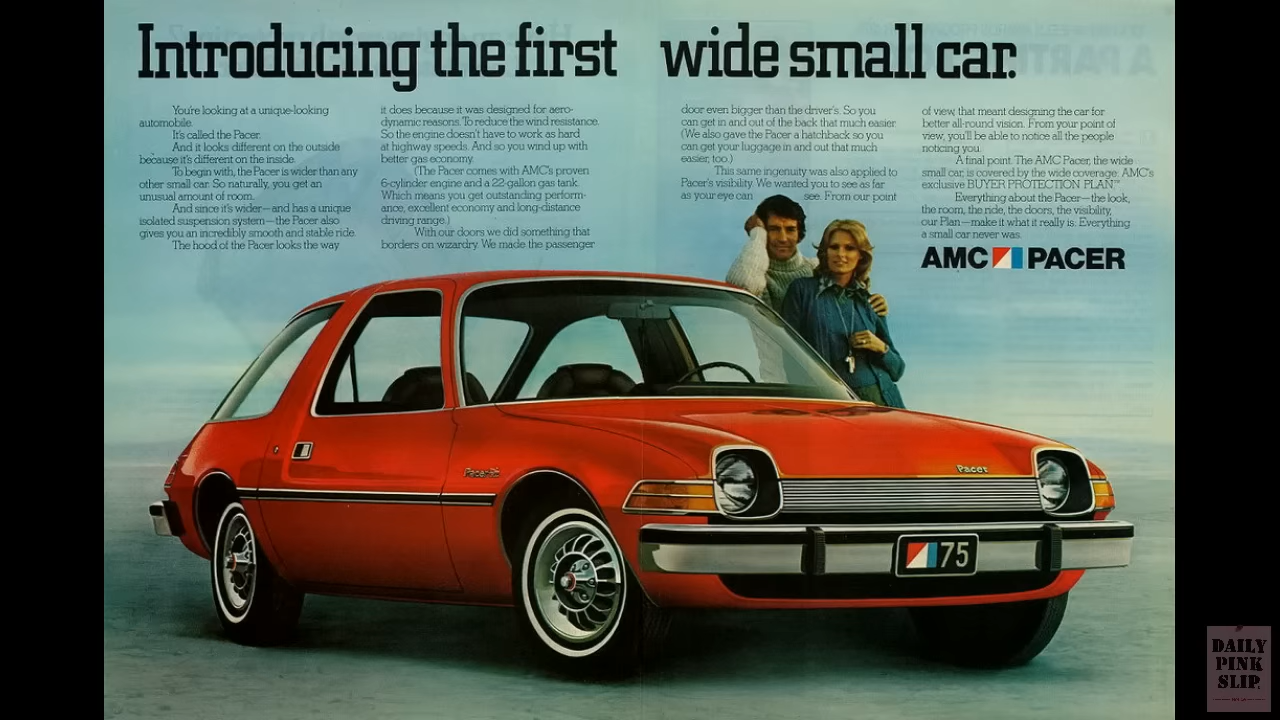 Introducing the first wide small car.
You're looking at a unique-looking
automobile.
It's called the Pacer.
And it looks different on the outside
because it's different on the inside.
To begin with, the Pacer is wider than any
other small car. So naturally, you get an
unusual amount of room.
And since it's wider—and has a unique
isolated suspension system—the Pacer also
gives you an incredibly smooth and stable ride.
The hood of the Pacer looks the way
it does because it was designed for aero-
dynamic reasons. To reduce the wind resistance.
So the engine doesn't have to work as hard
at highway speeds. And so you wind up with
better gas economy.
(The Pacer comes with AMC's proven
6-cylinder engine and a 22-gallon gas tank.
Which means you get outstanding perform-
ance, excellent economy and long-distance
driving range.)
With our doors we did something that
borders on wizardry. We made the passenger
door even bigger than the driver's. So you
can get in and out of the back that much easier.
(We also gave the Pacer a hatchback so you
can get your luggage in and out that much
easier, too.)
This same ingenuity was also applied to
Pacer's visibility. We wanted you to see as far
as your eye can see. From our point
of view, that meant designing the car for
better all-round vision. From your point of
view, you'll be able to notice all the people
noticing you.
A final point. The AMC Pacer, the wide
small car, is covered by the wide coverage. AMC's
exclusive BUYER PROTECTION PLAN.™
Everything about the Pacer—the look,
the room, the ride, the doors, the visibility,
our Plan—make it what it really is. Everything
a small car never was.
AMC PACER
Pacer
75
DAILY
PINK
SLIP.